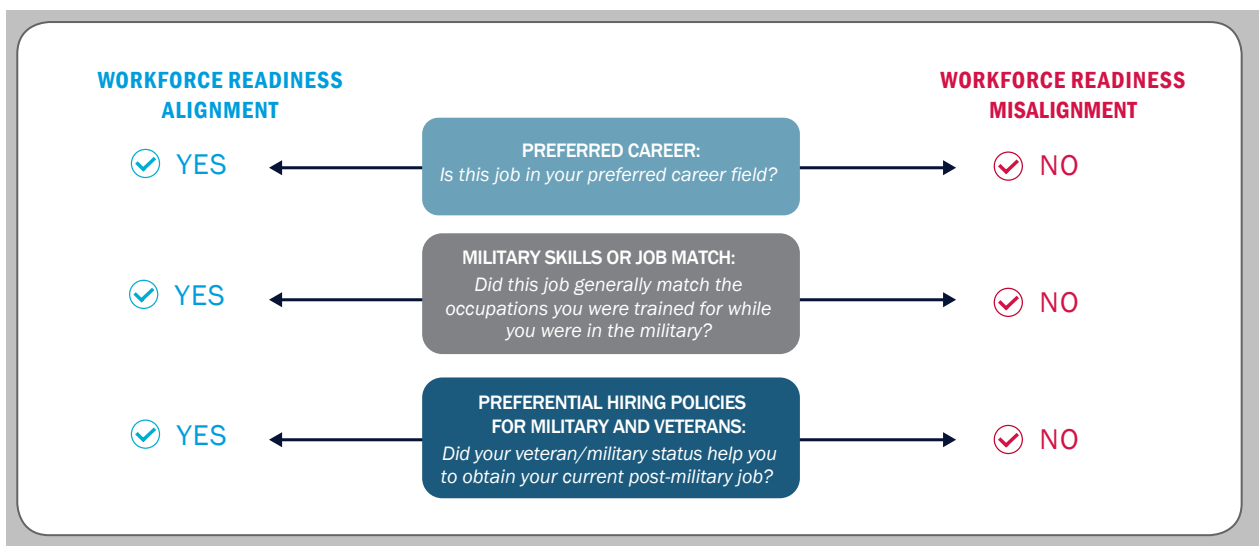 WORKFORCE READINESS
ALIGNMENT
WORKFORCE READINESS
MISALIGNMENT
YES
PREFERRED CAREER:
Is this job in your preferred career field?
NO
YES
MILITARY SKILLS OR JOB MATCH:
Did this job generally match the
occupations you were trained for while
you were in the military?
NO
YES
PREFERENTIAL HIRING POLICIES
FOR MILITARY AND VETERANS:
Did your veteran/military status help you
to obtain your current post-military job?
NO